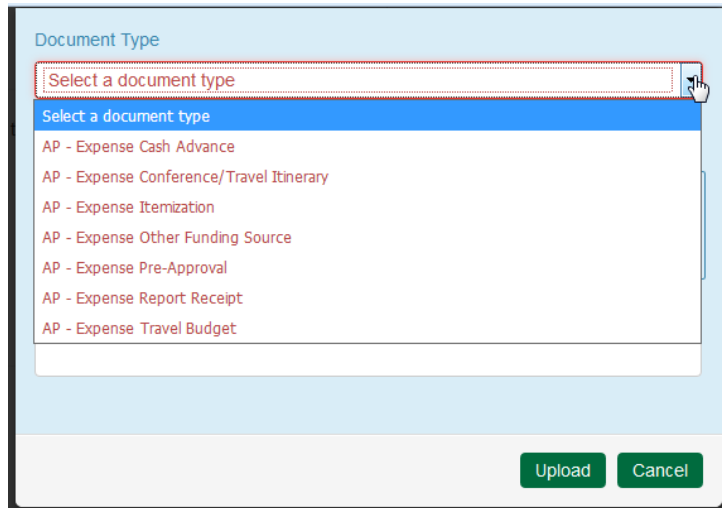 Document Type
Select a document type
Select a document type
AP - Expense Cash Advance
AP - Expense Conference/Travel Itinerary
AP - Expense Itemization
AP - Expense Other Funding Source
AP - Expense Pre-Approval
AP - Expense Report Receipt
AP - Expense Travel Budget
Upload Cancel